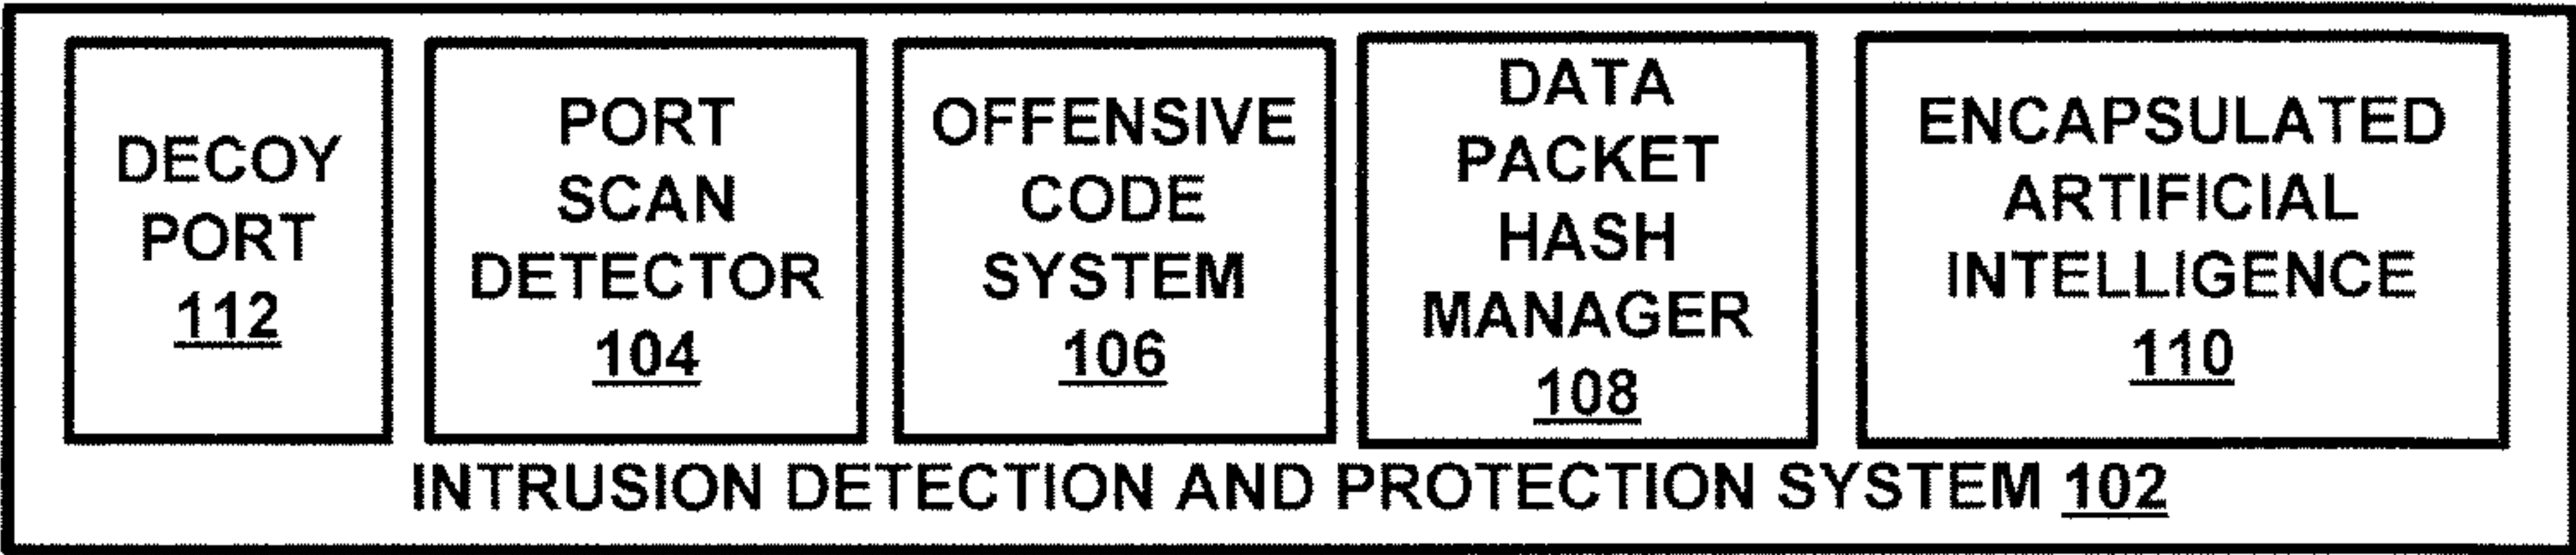 DECOY
PORT
112
PORT
SCAN
DETECTOR
104
OFFENSIVE
CODE
SYSTEM
106
DATA
PACKET
HASH
MANAGER
108
ENCAPSULATED
ARTIFICIAL
INTELLIGENCE
110
INTRUSION DETECTION AND PROTECTION SYSTEM 102